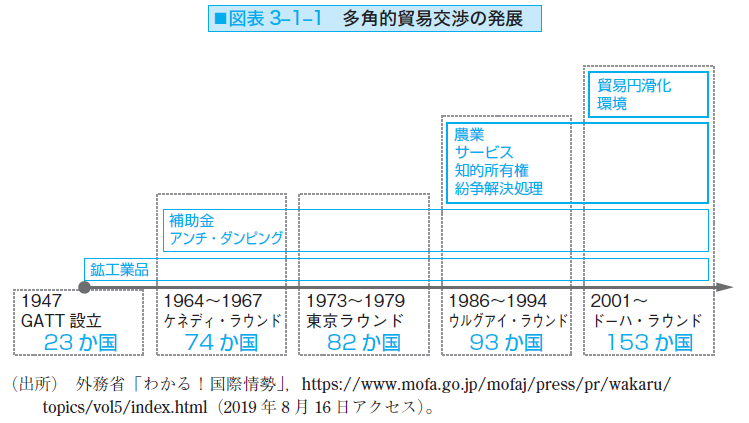 ■図表 3–1–1　多角的貿易交渉の発展
貿易円滑化
環境
農業
サービス
知的所有権
紛争解決処理
補助金
アンチ・ダンピング
鉱工業品
1947
GATT 設立
23 か国
1964〜1967
ケネディ・ラウンド
74 か国
1973〜1979
東京ラウンド
82 か国
1986〜1994
ウルグアイ・ラウンド
93 か国
2001〜
ドーハ・ラウンド
153 か国
（出所）　外務省「わかる！国際情勢」，https://www.mofa.go.jp/mofaj/press/pr/wakaru/
topics/vol5/index.html（2019 年 8 月 16 日アクセス）。